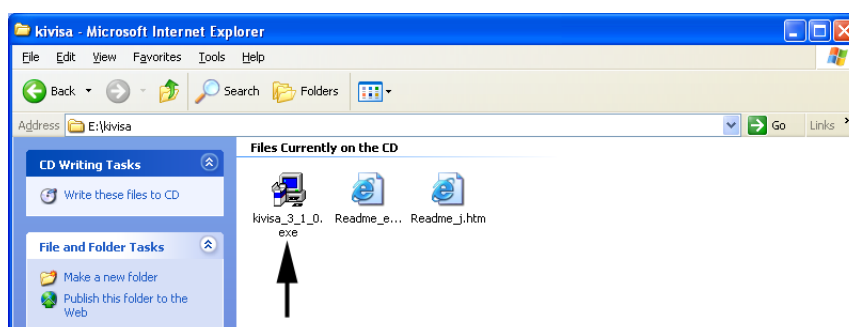 kivisa - Microsoft Internet Explorer
File Edit View Favorites Tools Help
Back Search Folders
Address E:\kivisa Go Links
Files Currently on the CD
CD Writing Tasks
Write these files to CD
kivisa_3_1_0. Readme_e... Readme_j.htm
exe
File and Folder Tasks
Make a new folder
Publish this folder to the
Web